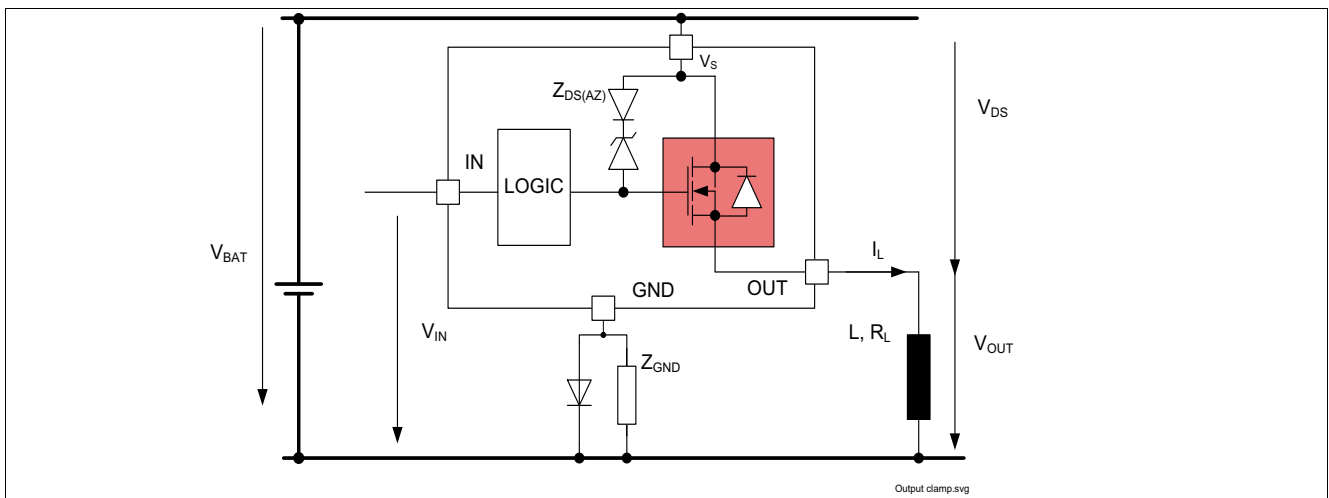 V_S
Z_DS(AZ)
V_DS
IN
LOGIC
V_BAT
I_L
GND
OUT
V_IN
L, R_L
V_OUT
Z_GND
Output clamp.svg